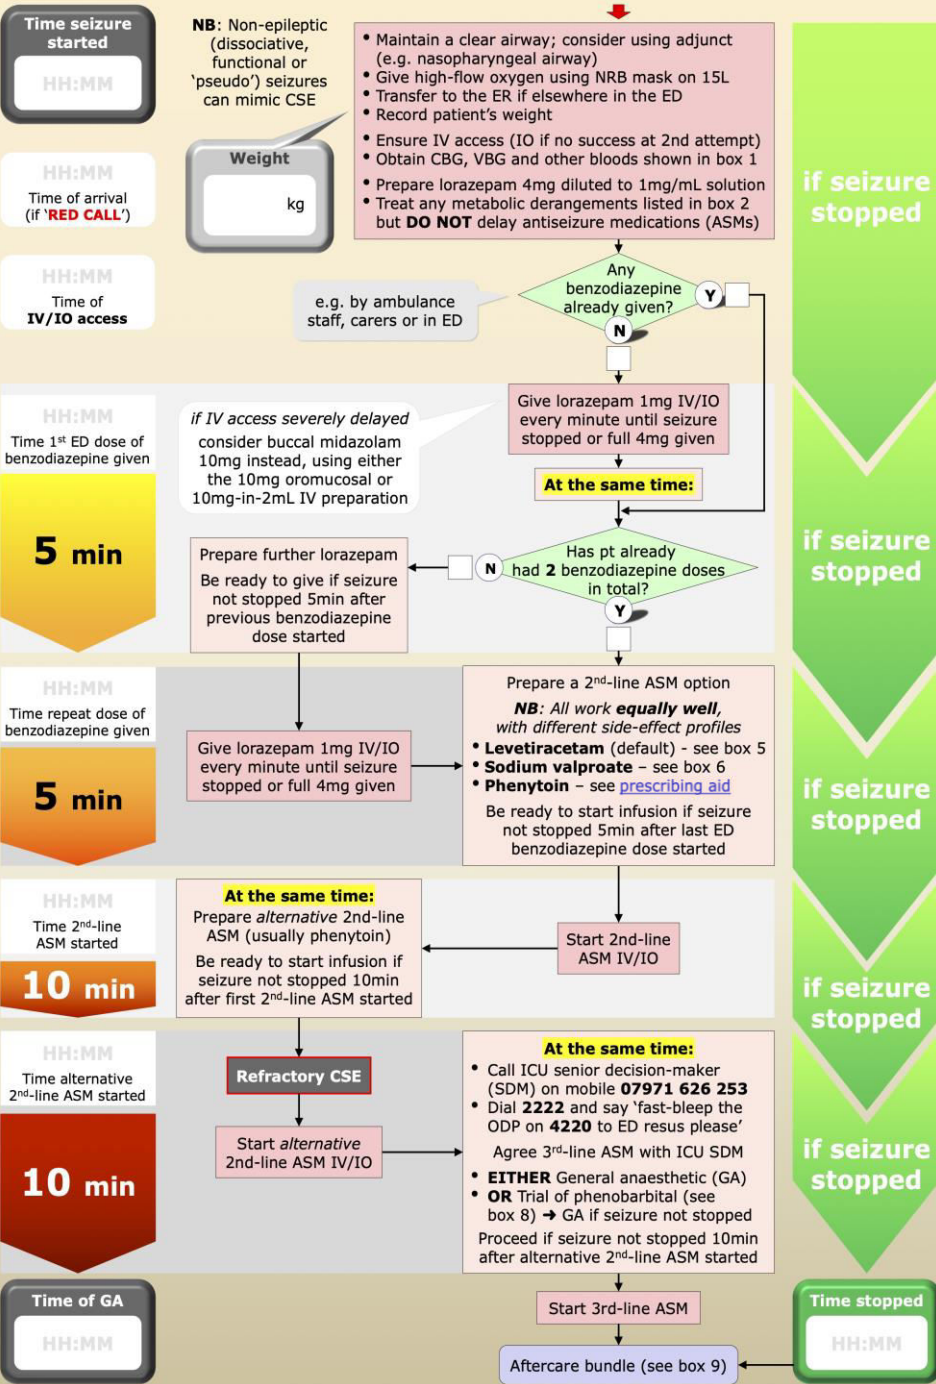 Time seizure
started
HH:MM
NB: Non-epileptic
(dissociative,
functional or
‘pseudo’) seizures
can mimic CSE
Weight
kg
• Maintain a clear airway; consider using adjunct
(e.g. nasopharyngeal airway)
• Give high-flow oxygen using NRB mask on 15L
• Transfer to the ER if elsewhere in the ED
• Record patient’s weight
• Ensure IV access (IO if no success at 2nd attempt)
• Obtain CBG, VBG and other bloods shown in box 1
• Prepare lorazepam 4mg diluted to 1mg/mL solution
• Treat any metabolic derangements listed in box 2
but DO NOT delay antiseizure medications (ASMs)
if seizure
stopped
HH:MM
Time of arrival
(if ‘RED CALL’)
HH:MM
Time of
IV/IO access
e.g. by ambulance
staff, carers or in ED
Any
benzodiazepine
already given?
Y
N
HH:MM
Time 1st ED dose of
benzodiazepine given
if IV access severely delayed
consider buccal midazolam
10mg instead, using either
the 10mg oromucosal or
10mg-in-2mL IV preparation
Give lorazepam 1mg IV/IO
every minute until seizure
stopped or full 4mg given
At the same time:
5 min
Prepare further lorazepam
Be ready to give if seizure
not stopped 5min after
previous benzodiazepine
dose started
N
Has pt already
had 2 benzodiazepine doses
in total?
Y
if seizure
stopped
HH:MM
Time repeat dose of
benzodiazepine given
5 min
Give lorazepam 1mg IV/IO
every minute until seizure
stopped or full 4mg given
Prepare a 2nd-line ASM option
NB: All work equally well,
with different side-effect profiles
• Levetiracetam (default) - see box 5
• Sodium valproate – see box 6
• Phenytoin – see prescribing aid
Be ready to start infusion if seizure
not stopped 5min after last ED
benzodiazepine dose started
if seizure
stopped
HH:MM
Time 2nd-line
ASM started
10 min
At the same time:
Prepare alternative 2nd-line
ASM (usually phenytoin)
Be ready to start infusion if
seizure not stopped 10min
after first 2nd-line ASM started
Start 2nd-line
ASM IV/IO
if seizure
stopped
HH:MM
Time alternative
2nd-line ASM started
10 min
Refractory CSE
Start alternative
2nd-line ASM IV/IO
At the same time:
• Call ICU senior decision-maker
(SDM) on mobile 07971 626 253
• Dial 2222 and say ‘fast-bleep the
ODP on 4220 to ED resus please’
Agree 3rd-line ASM with ICU SDM
• EITHER General anaesthetic (GA)
• OR Trial of phenobarbital (see
box 8) ➔ GA if seizure not stopped
Proceed if seizure not stopped 10min
after alternative 2nd-line ASM started
if seizure
stopped
Time of GA
HH:MM
Start 3rd-line ASM
Aftercare bundle (see box 9)
Time stopped
HH:MM